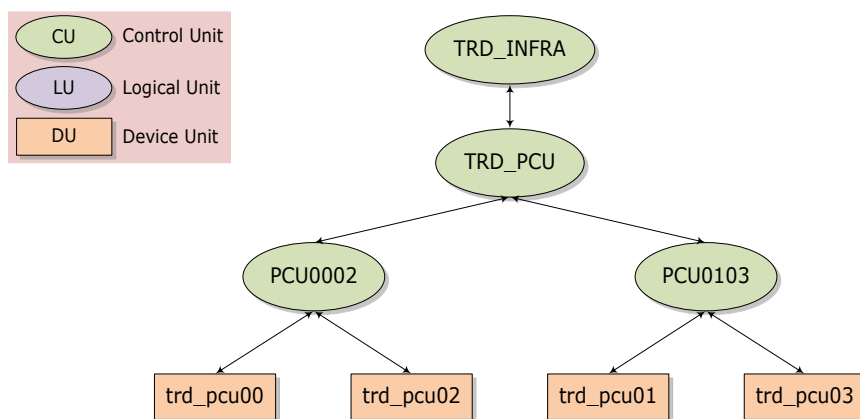 CU Control Unit
LU Logical Unit
DU Device Unit
TRD_INFRA
TRD_PCU
PCU0002 PCU0103
trd_pcu00 trd_pcu02 trd_pcu01 trd_pcu03